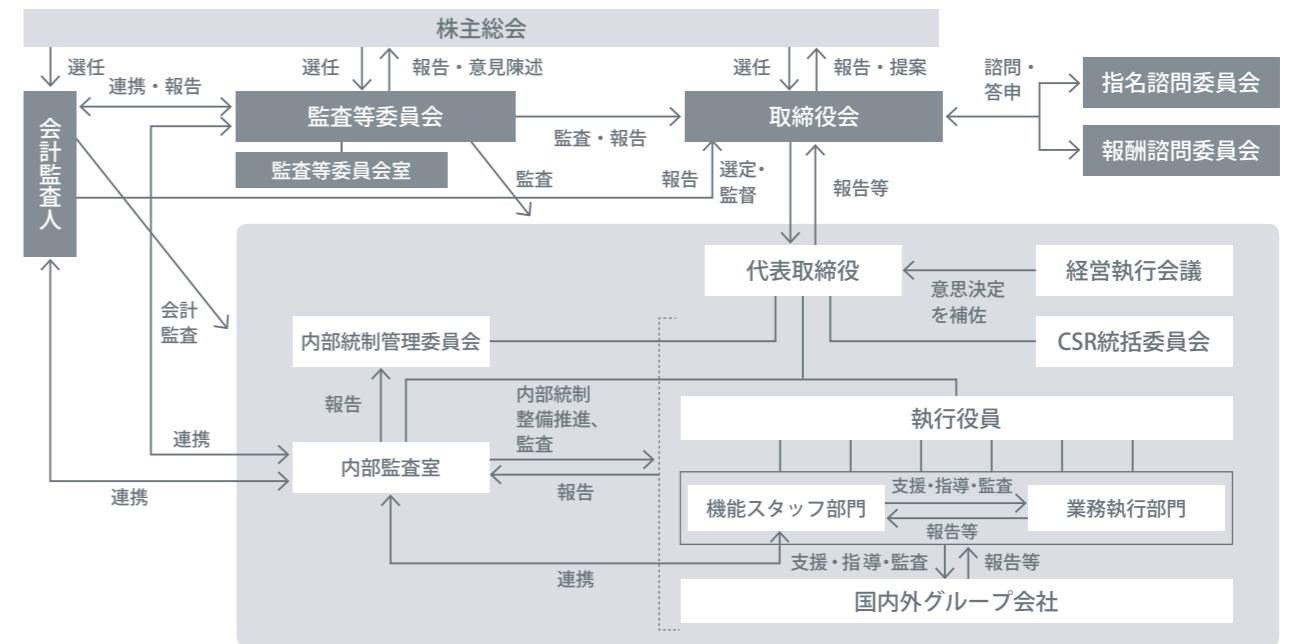 株主総会
選任
連携・報告
選任
報告・意見陳述
選任
報告・提案
諮問・
答申
指名諮問委員会
報酬諮問委員会
会計監査人
監査等委員会
監査等委員会室
監査・報告
取締役会
監査
報告
選定・
監督
報告等
代表取締役
経営執行会議
意思決定
を補佐
CSR統括委員会
会計
監査
内部統制管理委員会
報告
内部統制
整備推進、
監査
執行役員
連携
内部監査室
連携
報告
機能スタッフ部門
支援・指導・監査
業務執行部門
報告等
連携
支援・指導・監査
報告等
国内外グループ会社